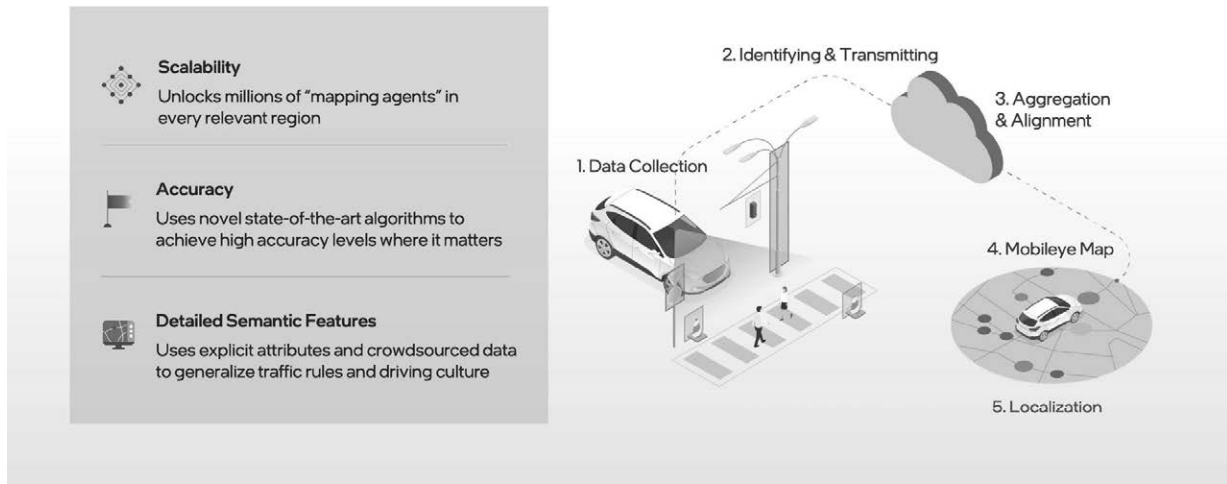 Scalability
Unlocks millions of “mapping agents” in
every relevant region
Accuracy
Uses novel state-of-the-art algorithms to
achieve high accuracy levels where it matters
Detailed Semantic Features
Uses explicit attributes and crowdsourced data
to generalize traffic rules and driving culture
1. Data Collection
2. Identifying & Transmitting
3. Aggregation
& Alignment
4. Mobileye Map
5. Localization